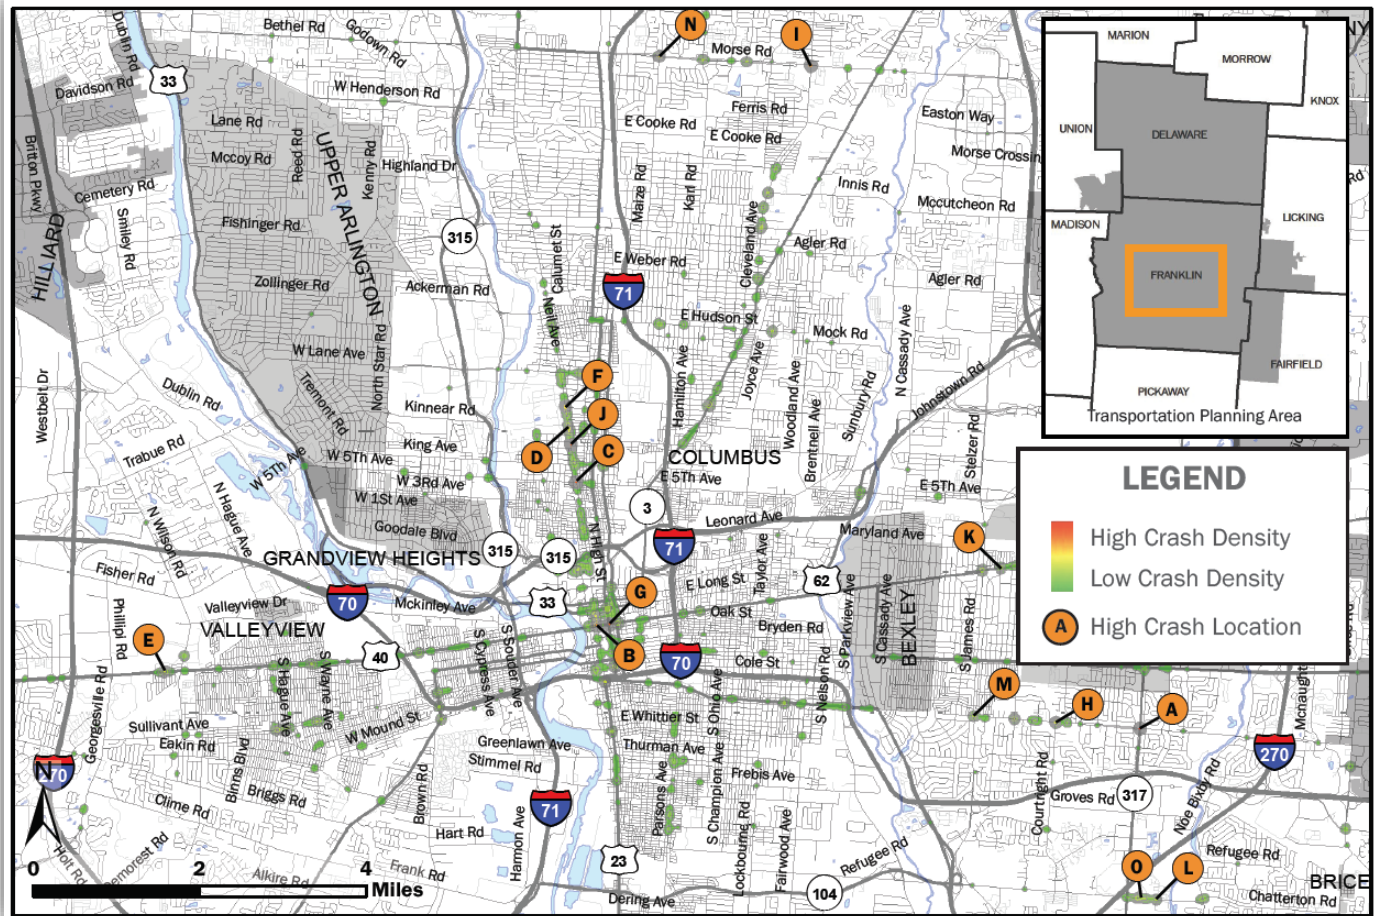 Bethel Rd
Godown Rd
Dublin Rd
33
Davidson Rd
W Henderson Rd
Lane Rd
Mccoy Rd
Reed Rd
UPPER ARLINGTON
Kenny Rd
Highland Dr
Britton Pkwy
Cemetery Rd
Smiley Rd
Fishinger Rd
315
HILLIARD
Zollinger Rd
Ackerman Rd
W Lane Ave
North Star Rd
Tremont Rd
Westbelt Dr
Dublin Rd
Trabue Rd
W 5Th Ave
W 5Th Ave
Kinnear Rd
King Ave
W 3Rd Ave
W 1St Ave
Goodale Blvd
N Hague Ave
N Wilson Rd
GRANDVIEW HEIGHTS
315
315
33
N
Morse Rd
I
Ferris Rd
E Cooke Rd
E Cooke Rd
Easton Way
Morse Crossin
Maize Rd
Karl Rd
Innis Rd
Mccutcheon Rd
Calumet St
Cleveland Ave
Agler Rd
Agler Rd
E Weber Rd
71
Neil Ave
E Hudson St
Mock Rd
N Cassady Ave
Hamilton Ave
Joyce Ave
Woodland Ave
Brentnell Ave
Sunbury Rd
Johnstown Rd
Stelzer Rd
F
J
D
C
COLUMBUS
E 5Th Ave
E 5Th Ave
3
Leonard Ave
Maryland Ave
71
N High St
E Long St
Taylor Ave
62
K
G
Oak St
Bryden Rd
B
70
Cole St
S Parkview Ave
S Cassady Ave
BEXLEY
S James Rd
Fisher Rd
70
Mckinley Ave
Valleyview Dr
VALLEYVIEW
Phillipi Rd
E
40
S Hague Ave
S Wayne Ave
S Cypess Ave
S Souder Ave
Georgesville Rd
Sullivant Ave
Eakin Rd
W Mound St
Binns Blvd
Briggs Rd
Clime Rd
Brown Rd
Greenlawn Ave
Stimmel Rd
Harmon Ave
Hart Rd
Frank Rd
Alkire Rd
Demorest Rd
Holt Rd
71
E Whittier St
Thurman Ave
S Ohio Ave
S Nelson Rd
Frebis Ave
Parsons Ave
S Champion Ave
Lockbourne Rd
Fairwood Ave
23
Refugee Rd
104
Dering Ave
M
H
A
Mcnaught
270
Courtright Rd
Groves Rd
317
Noe Bixby Rd
O
L
Refugee Rd
Chatterton Rd
BRICE
270
N
0 2 4
Miles
NY
Rd
MARION
MORROW
KNOX
UNION
DELAWARE
LICKING
MADISON
FRANKLIN
FAIRFIELD
PICKAWAY
Transportation Planning Area
LEGEND
High Crash Density
Low Crash Density
A High Crash Location